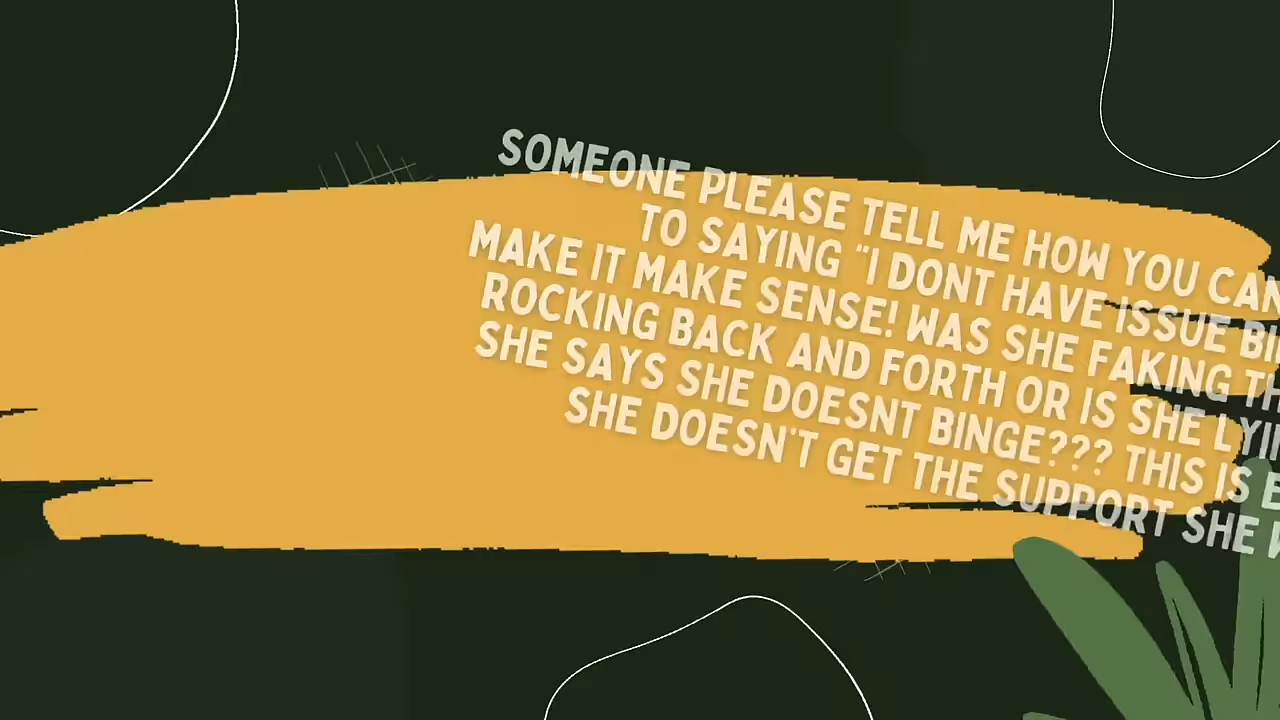 SOMEONE PLEASE TELL ME HOW YOU CAN
TO SAYING "I DONT HAVE ISSUE
MAKE IT MAKE SENSE! WAS SHE FAKING
ROCKING BACK AND FORTH OR IS SHE
SHE SAYS SHE DOESNT BINGE??? THIS IS
SHE DOESN'T GET THE SUPPORT SHE